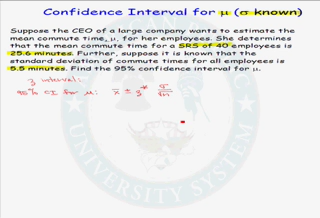 Confidence Interval for μ (σ known)
Suppose the CEO of a large company wants to estimate the
mean commute time, μ, for her employees. She determines
that the mean commute time for a SRS of 40 employees is
25.6 minutes. Further, suppose it is known that the
standard deviation of commute times for all employees is
5.5 minutes. Find the 95% confidence interval for μ.
z interval:
95% CI for μ: x̄ ± z* σ/√n
UNIVERSITY SYSTEM